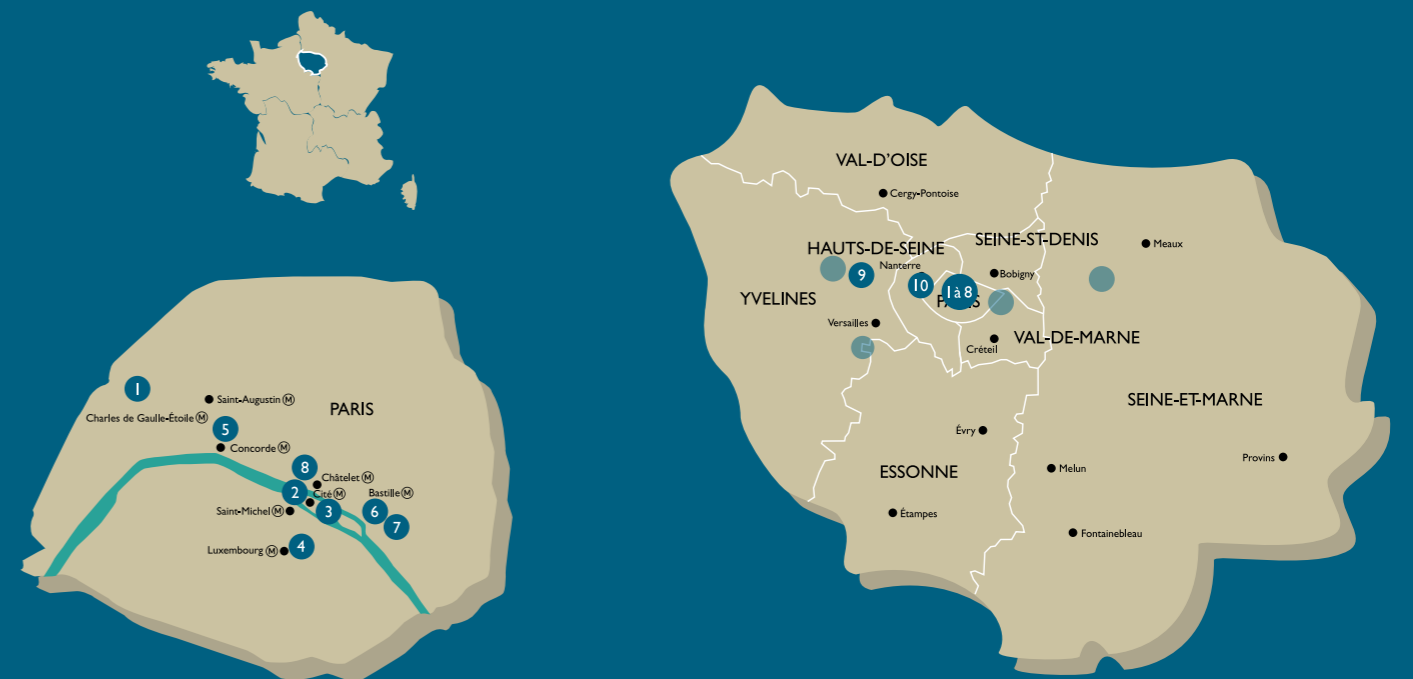 VAL-D'OISE
Cergy-Pontoise
HAUTS-DE-SEINE
SEINE-ST-DENIS
Meaux
Nanterre
9
10
1à8
Bobigny
YVELINES
PARIS
Versailles
VAL-DE-MARNE
Créteil
SEINE-ET-MARNE
Évry
ESSONNE
Melun
Provins
Étampes
Fontainebleau
1
Saint-Augustin M
PARIS
Charles de Gaulle-Étoile M
5
Concorde M
8
Châtelet M
2
Cité M
Bastille M
Saint-Michel M
3
6
7
Luxembourg M
4